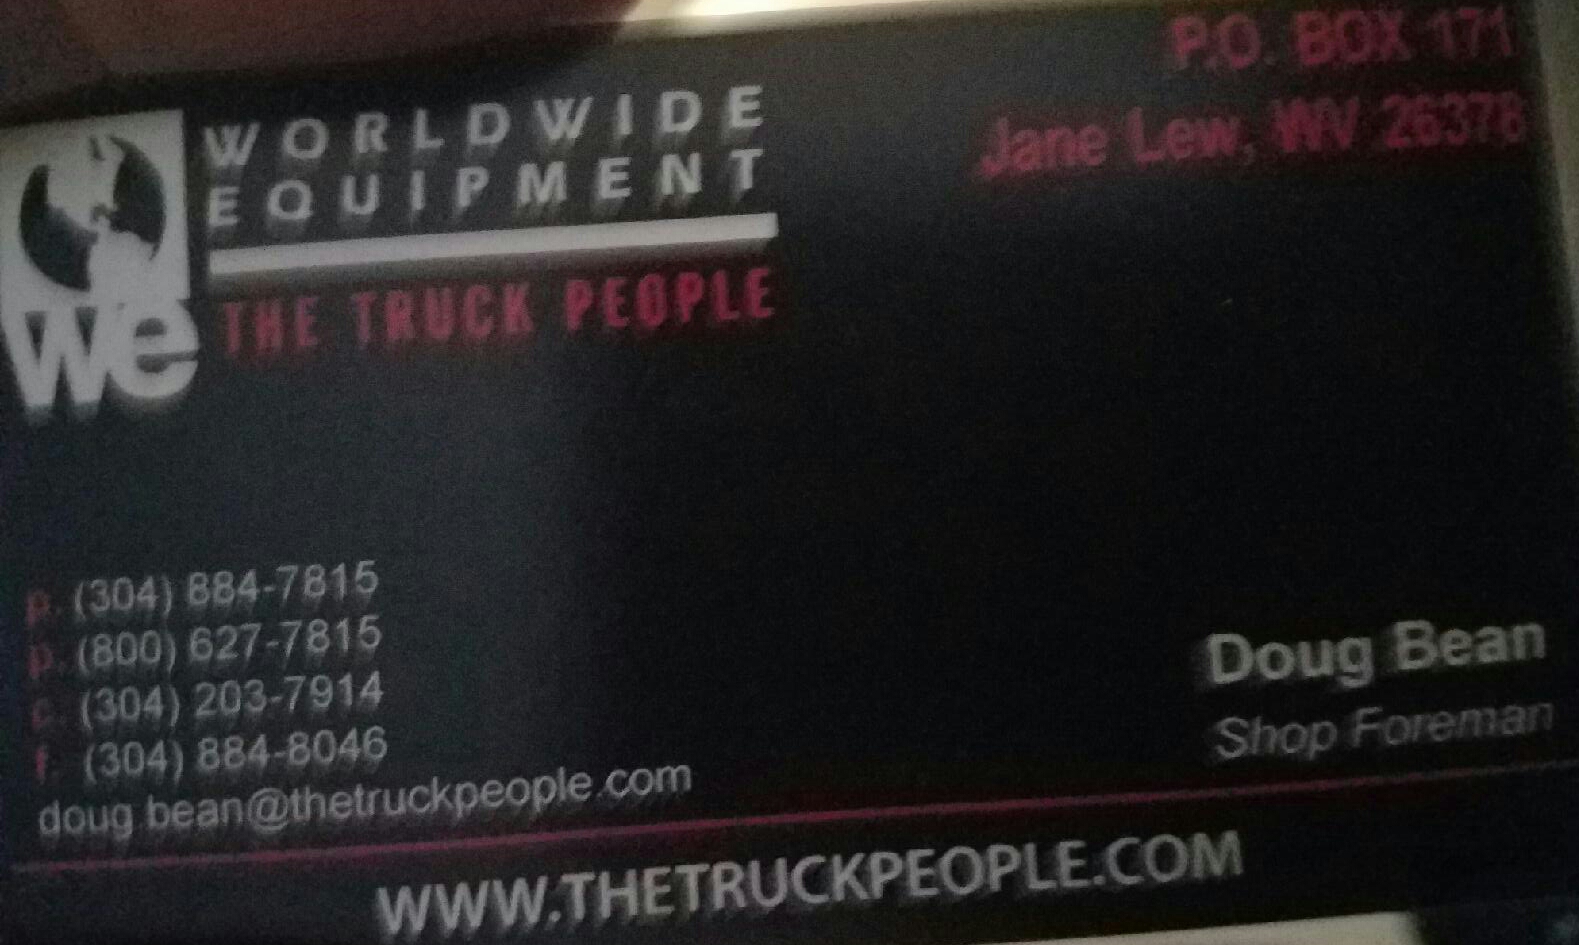 P.O. BOX 171
Jane Lew, WV 26378
WORLDWIDE
EQUIPMENT
we
THE TRUCK PEOPLE
p. (304) 884-7815
p. (800) 627-7815
c. (304) 203-7914
f. (304) 884-8046
doug.bean@thetruckpeople.com
Doug Bean
Shop Foreman
WWW.THETRUCKPEOPLE.COM